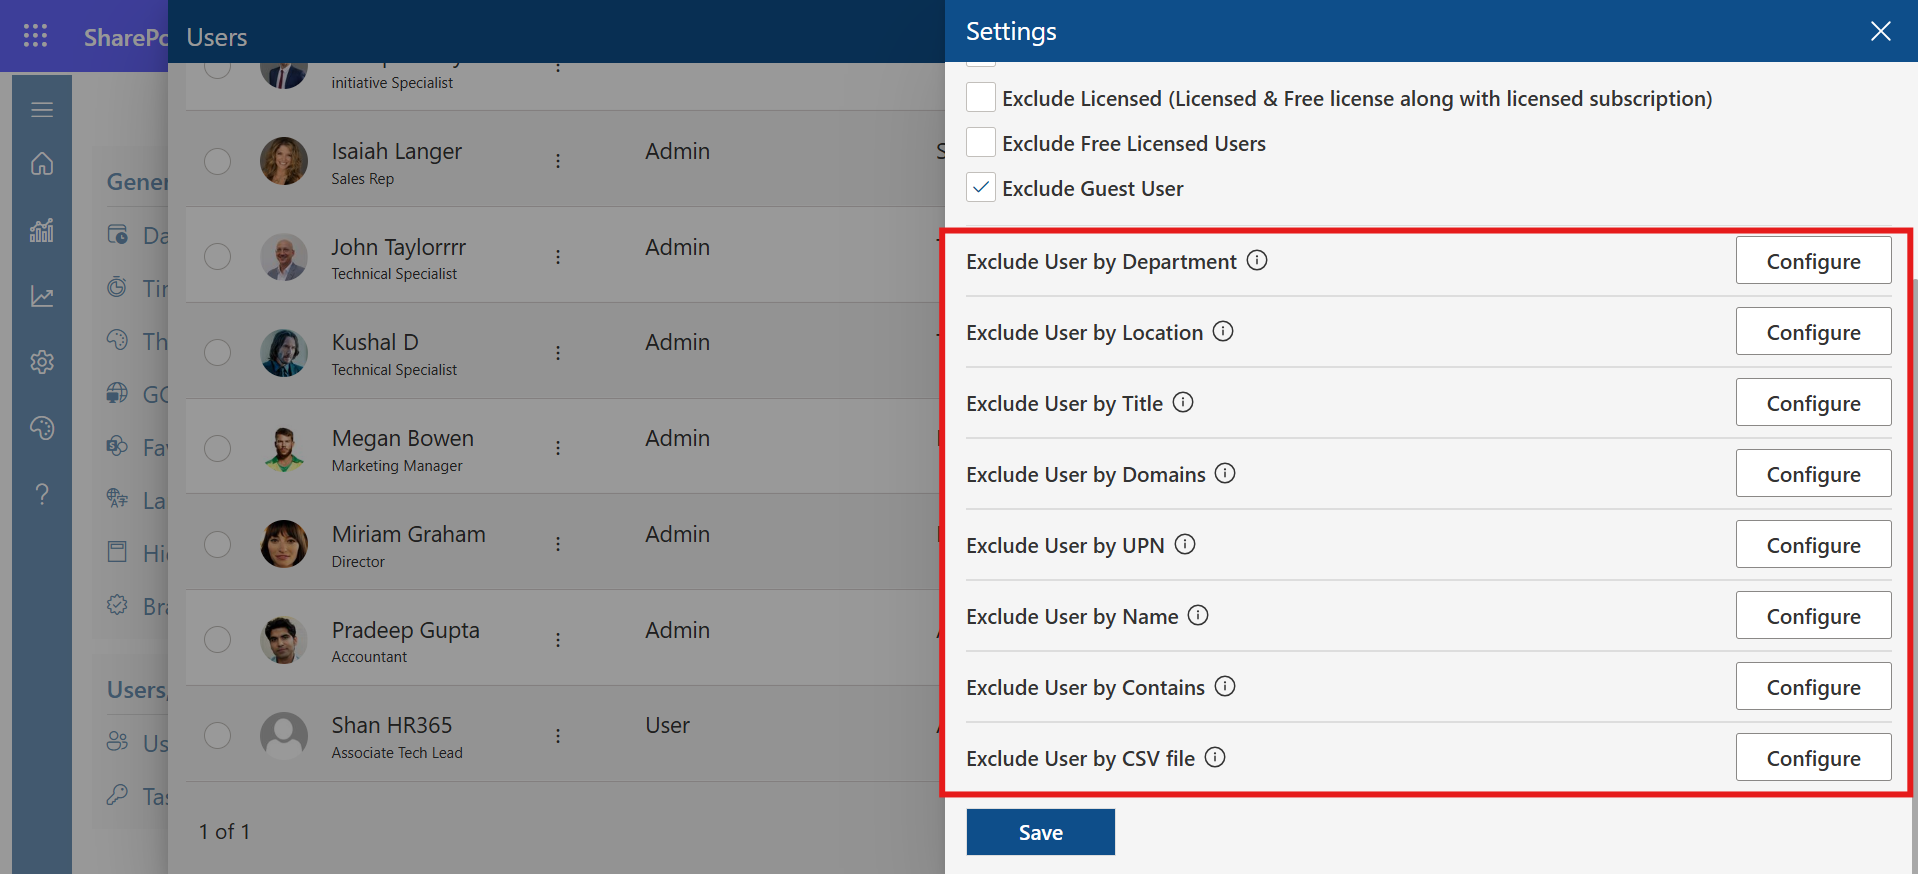 SharePo
Users
Settings
initiative Specialist
Exclude Licensed (Licensed & Free license along with licensed subscription)
Exclude Free Licensed Users
Exclude Guest User
Gener
Da
Tir
Th
GC
Fav
La
Hi
Bra
Users,
Us
Tas
Isaiah Langer
Sales Rep
Admin
S
John Taylorrrr
Technical Specialist
Admin
Kushal D
Technical Specialist
Admin
Megan Bowen
Marketing Manager
Admin
Miriam Graham
Director
Admin
Pradeep Gupta
Accountant
Admin
Shan HR365
Associate Tech Lead
User
1 of 1
Exclude User by Department
Configure
Exclude User by Location
Configure
Exclude User by Title
Configure
Exclude User by Domains
Configure
Exclude User by UPN
Configure
Exclude User by Name
Configure
Exclude User by Contains
Configure
Exclude User by CSV file
Configure
Save